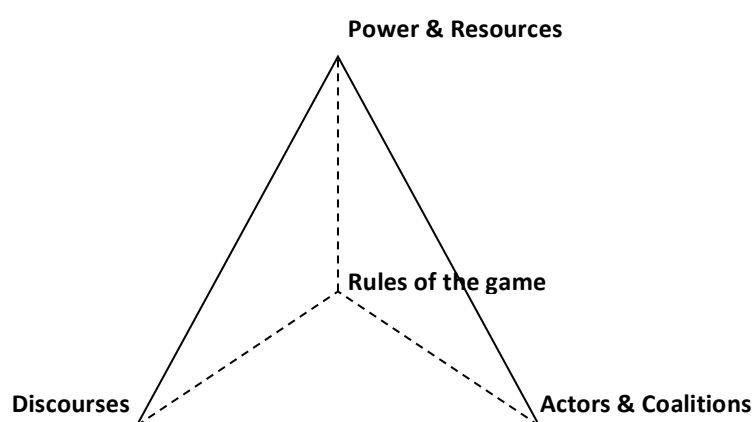 Power & Resources
Rules of the game
Discourses
Actors & Coalitions